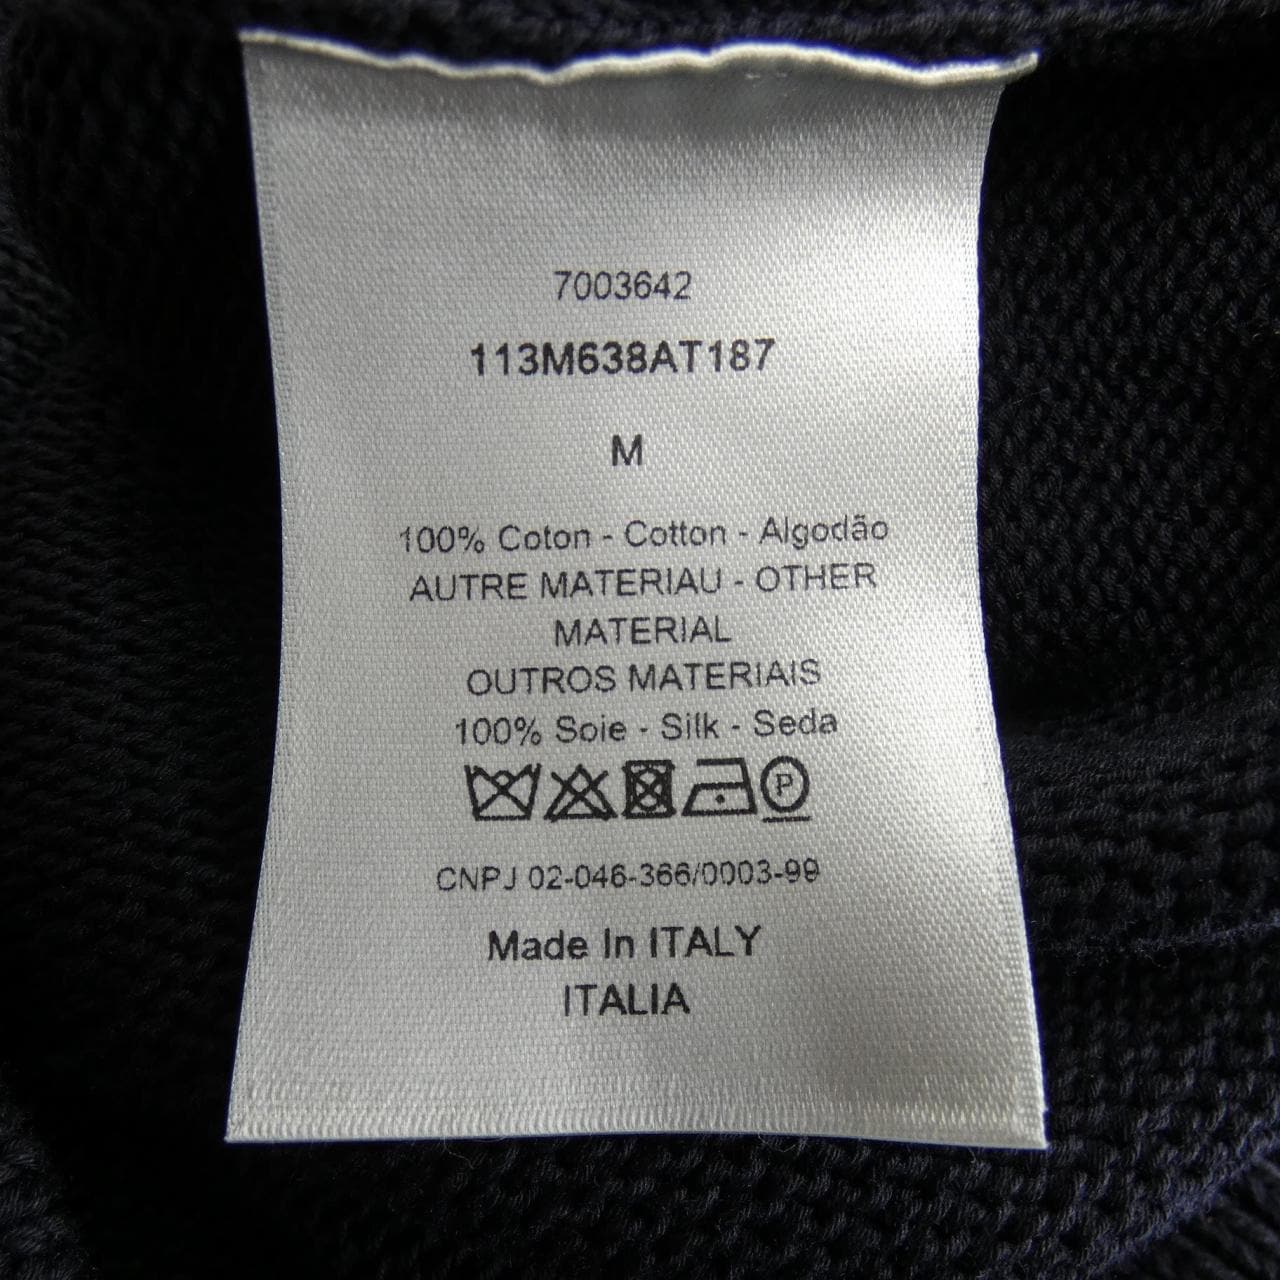 7003642
113M638AT187
M
100% Coton - Cotton - Algodão
AUTRE MATERIAU - OTHER
MATERIAL
OUTROS MATERIAIS
100% Soie - Silk - Seda
P
CNPJ 02-046-366/0003-99
Made In ITALY
ITALIA